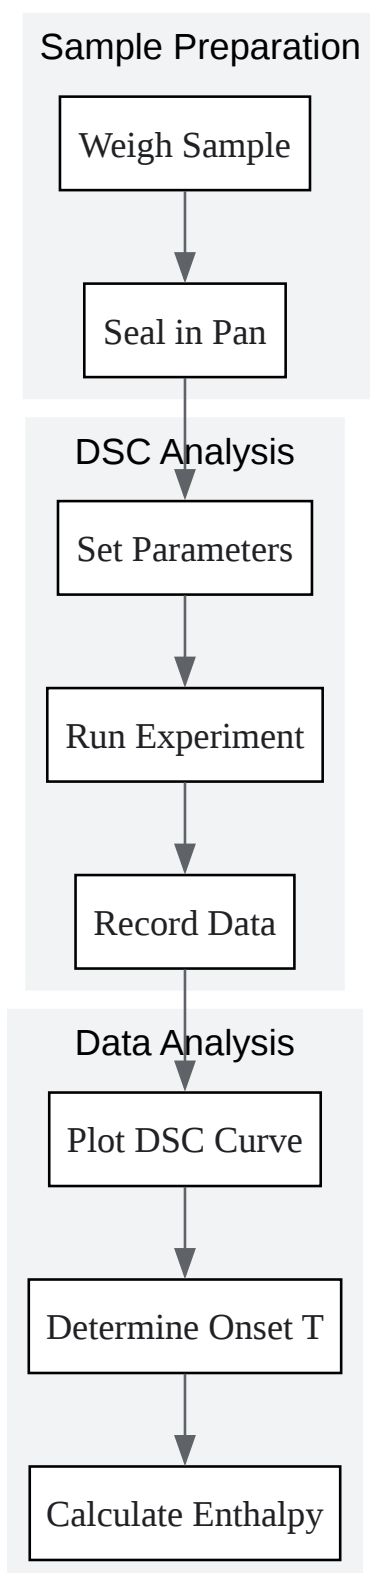 Sample Preparation
Weigh Sample
Seal in Pan
DSC Analysis
Set Parameters
Run Experiment
Record Data
Data Analysis
Plot DSC Curve
Determine Onset T
Calculate Enthalpy